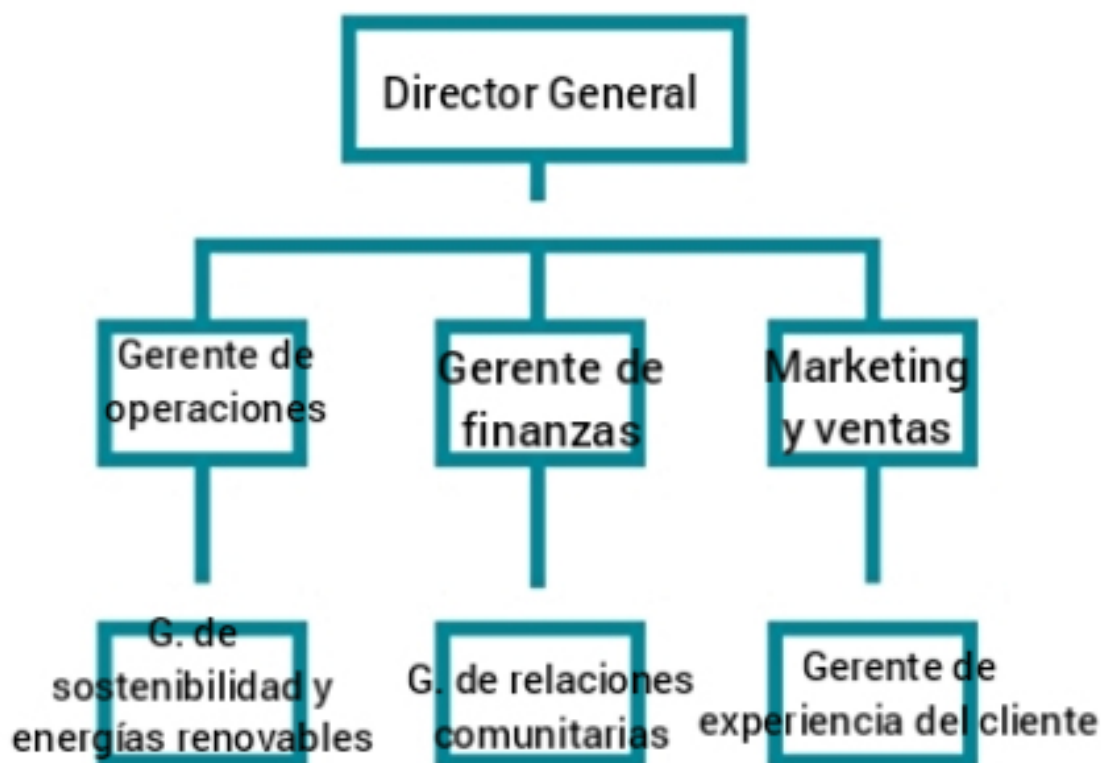 Director General
Gerente de
operaciones
Gerente de
finanzas
Marketing
y ventas
G. de
sostenibilidad y
energías renovables
G. de relaciones
comunitarias
Gerente de
experiencia del cliente